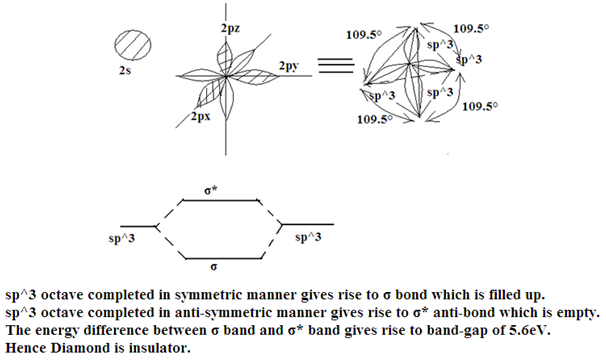 2pz
109.5°
109.5°
sp^3
2py
sp^3
2s
sp^3
sp^3
109.5°
2px
109.5°
σ*
sp^3
sp^3
σ
sp^3 octave completed in symmetric manner gives rise to σ bond which is filled up.
sp^3 octave completed in anti-symmetric manner gives rise to σ* anti-bond which is empty.
The energy difference between σ band and σ* band gives rise to band-gap of 5.6eV.
Hence Diamond is insulator.